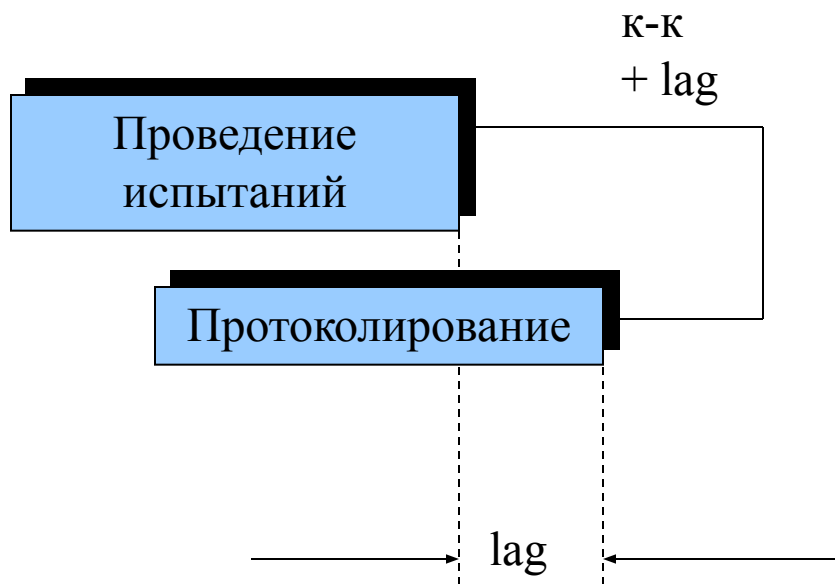 к-к
+ lag
Проведение
испытаний
Протоколирование
lag